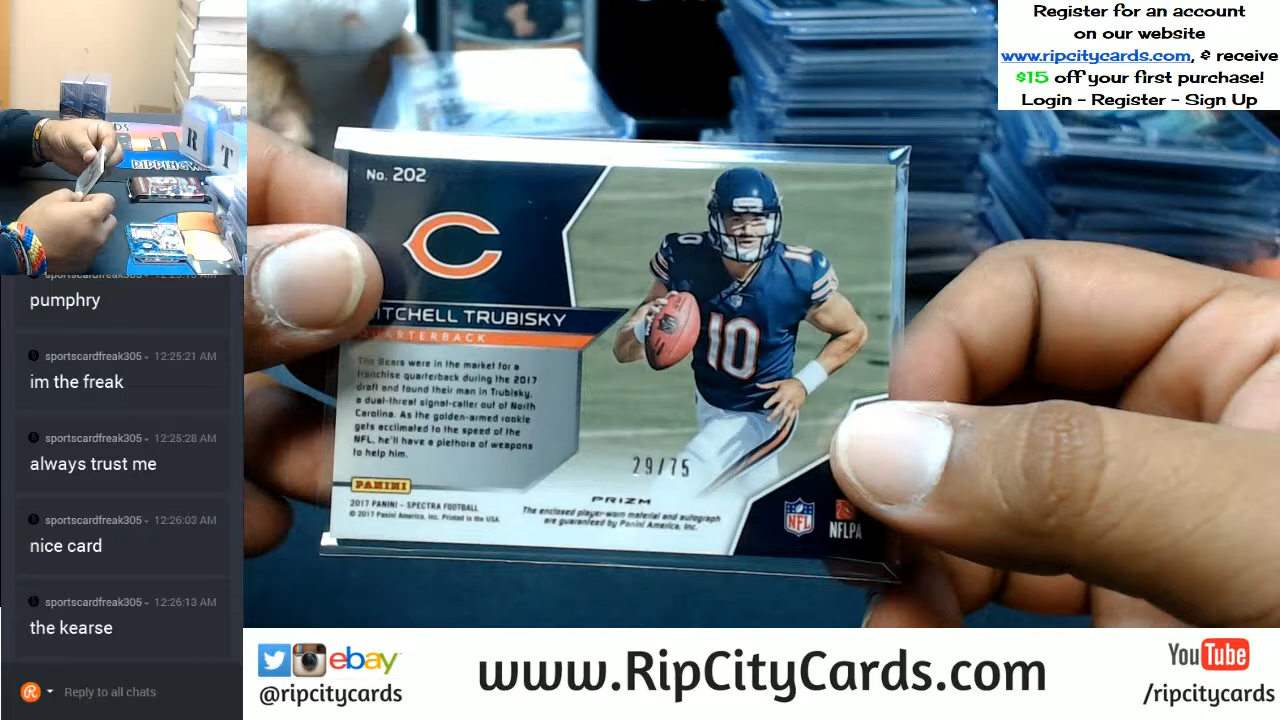 Register for an account
on our website
www.ripcitycards.com, & receive
$15 off your first purchase!
Login - Register - Sign Up
RIPPING
R
T
No. 202
C
ITCHELL TRUBISKY
QUARTERBACK
The Bears were in the market for a
franchise quarterback during the 2017
draft and found their man in Trubisky,
a dual-threat signal-caller out of North
Carolina. As the golden-armed rookie
gets acclimated to the speed of the
NFL, he'll have a plethora of weapons
to help him.
10
10
29/75
PANINI
2017 PANINI - SPECTRA FOOTBALL
© 2017 Panini America, Inc. Printed in the USA.
PRIZM
The enclosed player-worn material and autograph
are guaranteed by Panini America, Inc.
NFL
NFLPA
sportscardfreak305
pumphry
sportscardfreak305 12:25:21 AM
im the freak
sportscardfreak305 12:25:28 AM
always trust me
sportscardfreak305 12:26:03 AM
nice card
sportscardfreak305 12:26:13 AM
the kearse
Reply to all chats
ebay
@ripcitycards
www.RipCityCards.com
YouTube
/ripcitycards